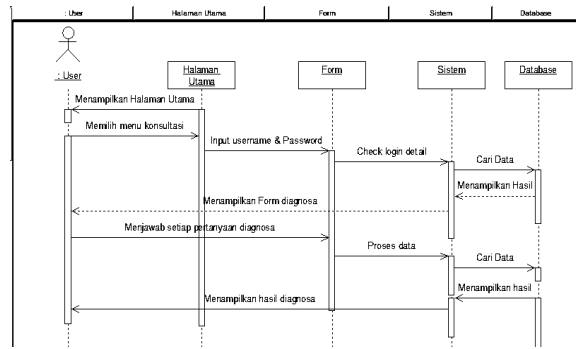 : User
Halaman Utama
Form
Sistem
Database
: User
Halaman
Utama
Form
Sistem
Database
Menampilkan Halaman Utama
Memilih menu konsultasi
Input username & Password
Check login detail
Cari Data
Menampilkan Hasil
Menampilkan Form diagnosa
Menjawab setiap pertanyaan diagnosa
Proses data
Cari Data
Menampilkan hasil
Menampilkan hasil diagnosa